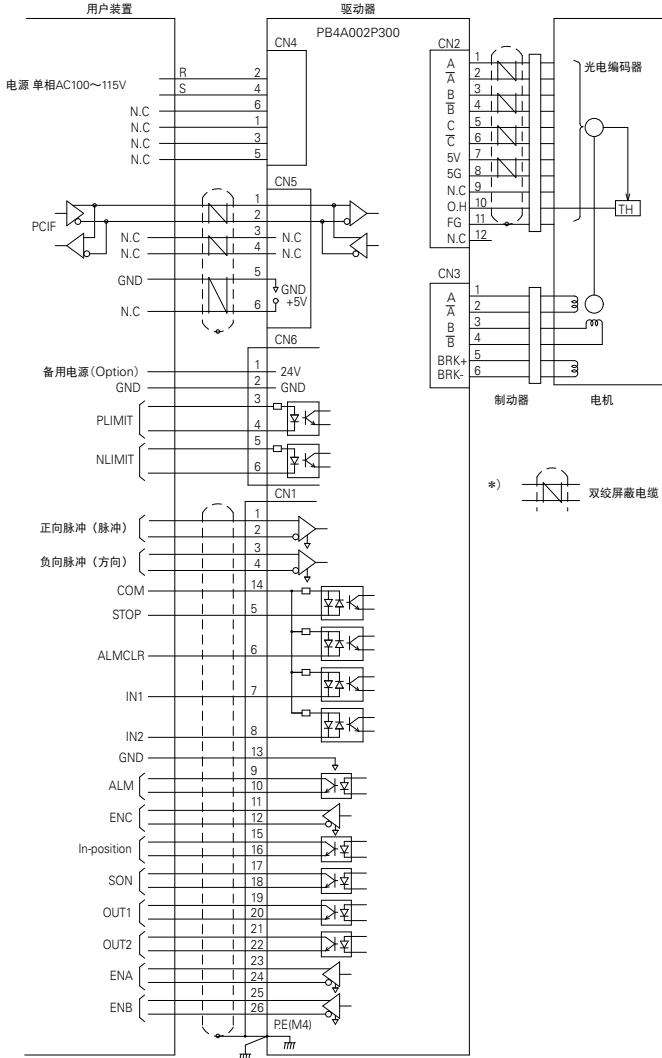 用户装置
驱动器
PB4A002P300
CN4
电源 单相AC100～115V
R 2
S 4
N.C 6
N.C 1
N.C 3
N.C 5
CN5
PCIF
1
2
N.C 3 N.C
N.C 4 N.C
GND 5 GND
+5V
N.C 6
CN6
备用电源(Option) 1 24V
GND 2 GND
PLIMIT
3
4
NLIMIT
5
6
CN1
正向脉冲（脉冲）
1
2
负向脉冲（方向）
3
4
COM 14
STOP 5
ALMCLR 6
IN1 7
IN2 8
GND 13
ALM
9
10
ENC
11
12
In-position
15
16
SON
17
18
OUT1
19
20
OUT2
21
22
ENA
23
24
ENB
25
26
P.E(M4)
CN2
A 1
A̅ 2
B 3
B̅ 4
C 5
C̅ 6
5V 7
5G 8
N.C 9
O.H 10
FG 11
N.C 12
光电编码器
TH
CN3
A 1
A̅ 2
B 3
B̅ 4
BRK+ 5
BRK- 6
制动器
电机
*)
双绞屏蔽电缆